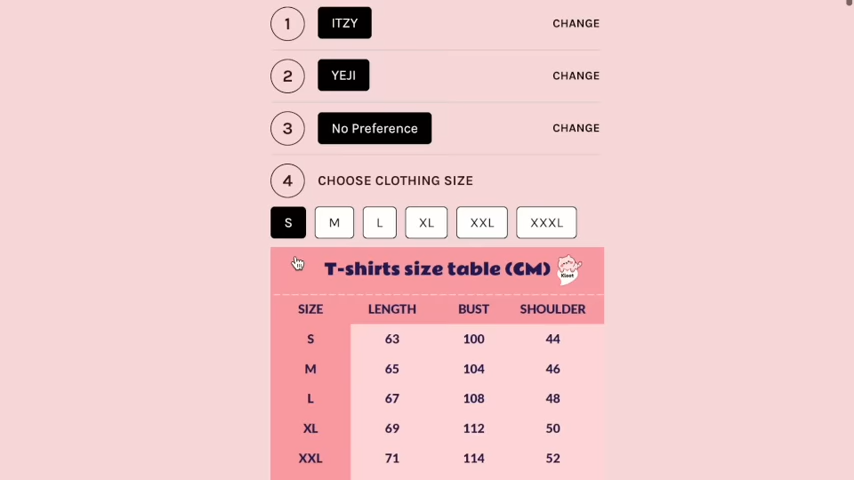 1 ITZY CHANGE
2 YEJI CHANGE
3 No Preference CHANGE
4 CHOOSE CLOTHING SIZE
S M L XL XXL XXXL
T-shirts size table (CM)
Kloot
SIZE LENGTH BUST SHOULDER
S 63 100 44
M 65 104 46
L 67 108 48
XL 69 112 50
XXL 71 114 52